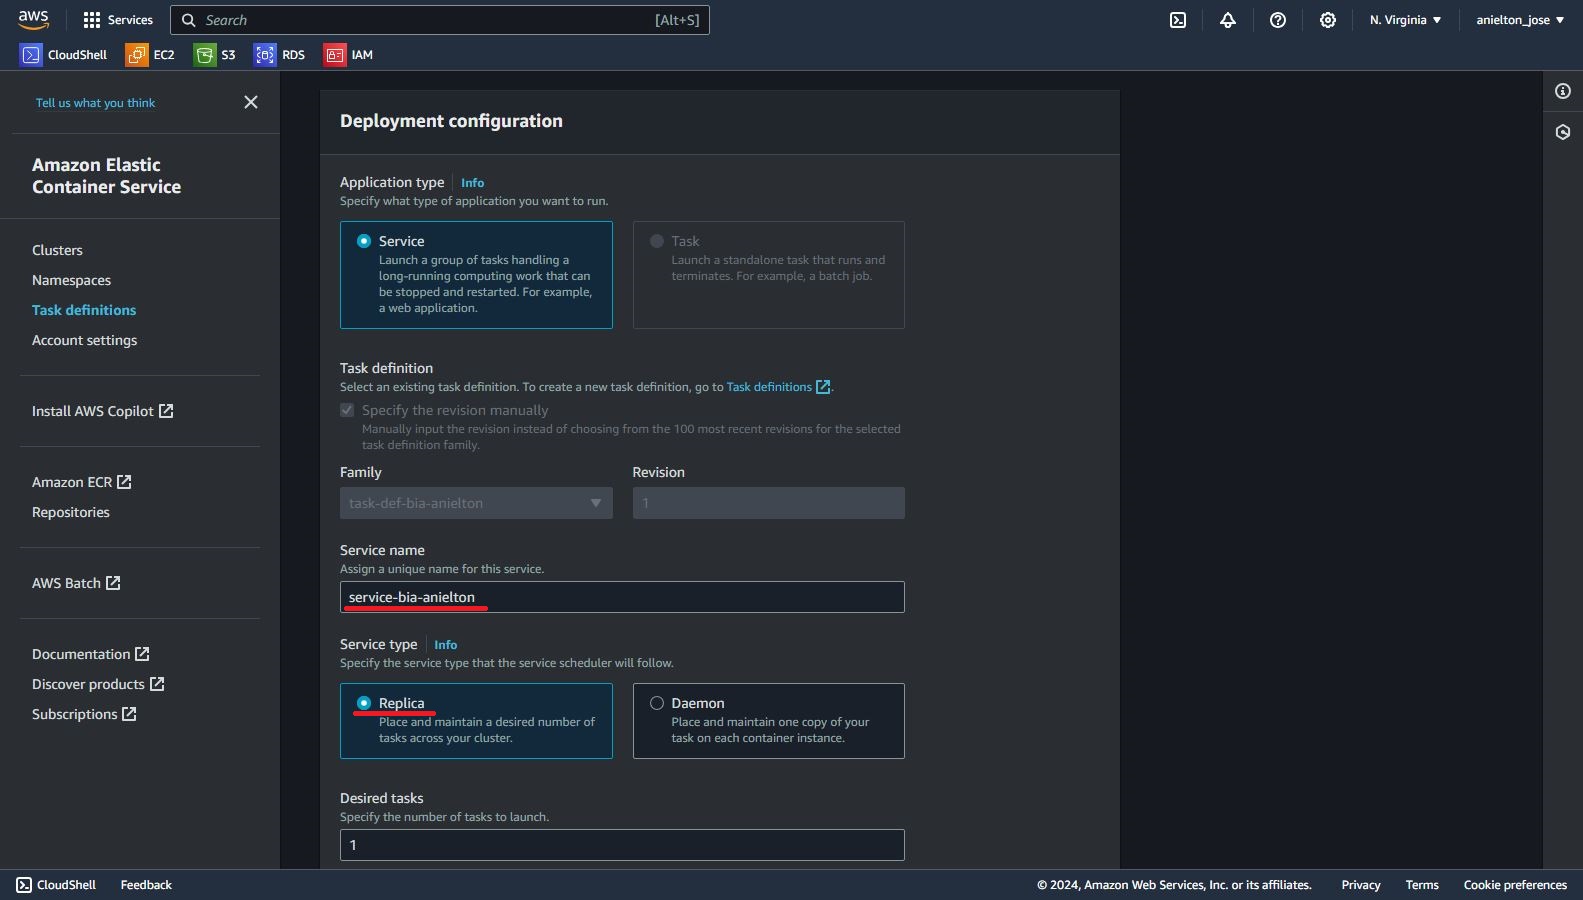 aws
Services
Search
[Alt+S]
N. Virginia
anielton_jose
CloudShell
EC2
S3
RDS
IAM
Tell us what you think
Amazon Elastic
Container Service
Clusters
Namespaces
Task definitions
Account settings
Install AWS Copilot
Amazon ECR
Repositories
AWS Batch
Documentation
Discover products
Subscriptions
Deployment configuration
Application type
Info
Specify what type of application you want to run.
Service
Launch a group of tasks handling a
long-running computing work that can
be stopped and restarted. For example,
a web application.
Task
Launch a standalone task that runs and
terminates. For example, a batch job.
Task definition
Select an existing task definition. To create a new task definition, go to Task definitions.
Specify the revision manually
Manually input the revision instead of choosing from the 100 most recent revisions for the selected
task definition family.
Family
Revision
task-def-bia-anielton
1
Service name
Assign a unique name for this service.
service-bia-anielton
Service type
Info
Specify the service type that the service scheduler will follow.
Replica
Place and maintain a desired number of
tasks across your cluster.
Daemon
Place and maintain one copy of your
task on each container instance.
Desired tasks
Specify the number of tasks to launch.
1
CloudShell
Feedback
© 2024, Amazon Web Services, Inc. or its affiliates.
Privacy
Terms
Cookie preferences